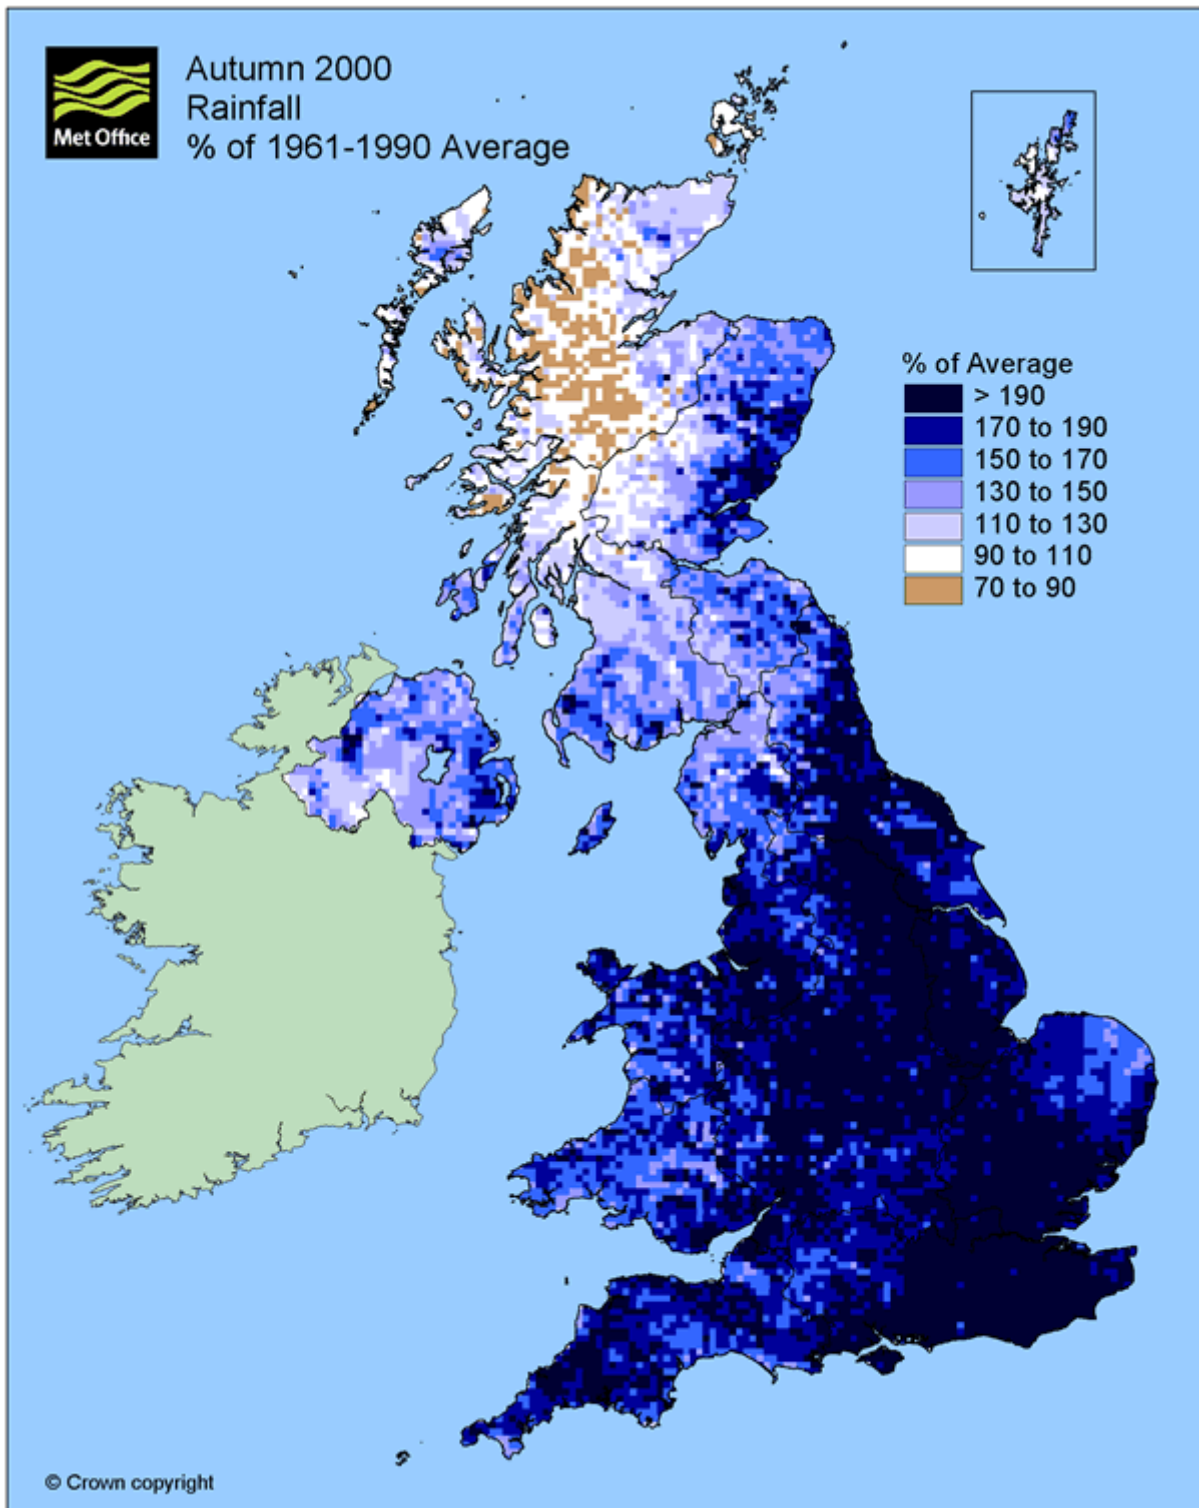 Met Office
Autumn 2000
Rainfall
% of 1961-1990 Average
% of Average
> 190
170 to 190
150 to 170
130 to 150
110 to 130
90 to 110
70 to 90
© Crown copyright